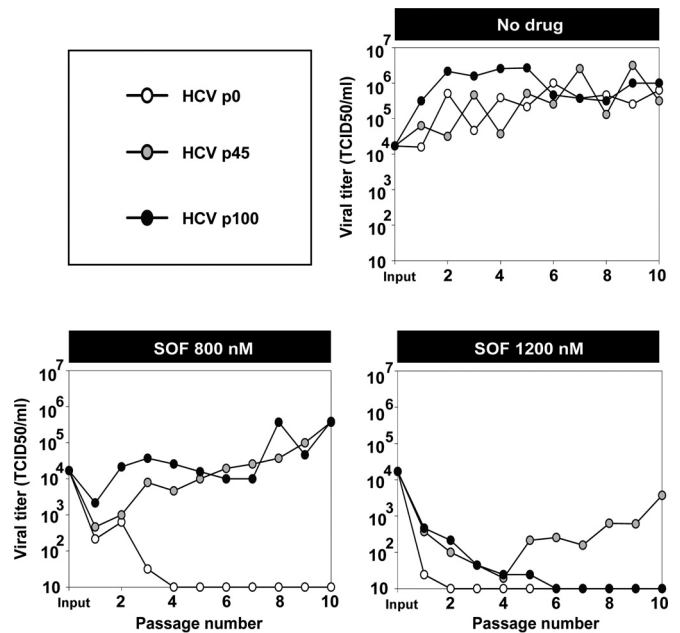 No drug
HCV p0
HCV p45
HCV p100
Viral titer (TCID50/ml)
10^7
10^6
10^5
10^4
10^3
10^2
10
Input 2 4 6 8 10
SOF 800 nM
Viral titer (TCID50/ml)
10^7
10^6
10^5
10^4
10^3
10^2
10
Input 2 4 6 8 10
Passage number
SOF 1200 nM
10^7
10^6
10^5
10^4
10^3
10^2
10
Input 2 4 6 8 10
Passage number